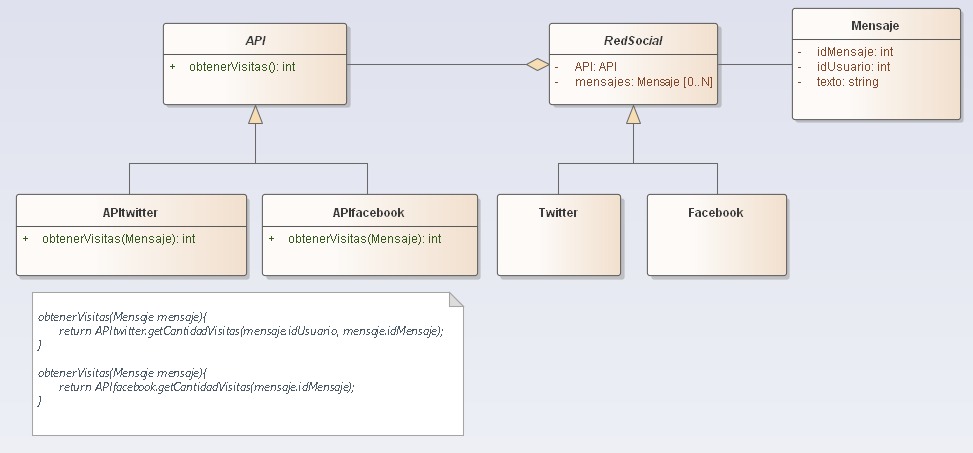 API
+ obtenerVisitas(): int
RedSocial
- API: API
- mensajes: Mensaje [0..N]
Mensaje
- idMensaje: int
- idUsuario: int
- texto: string
APItwitter
+ obtenerVisitas(Mensaje): int
APIfacebook
+ obtenerVisitas(Mensaje): int
Twitter
Facebook
obtenerVisitas(Mensaje mensaje){
return APItwitter.getCantidadVisitas(mensaje.idUsuario, mensaje.idMensaje);
}
obtenerVisitas(Mensaje mensaje){
return APIfacebook.getCantidadVisitas(mensaje.idMensaje);
}